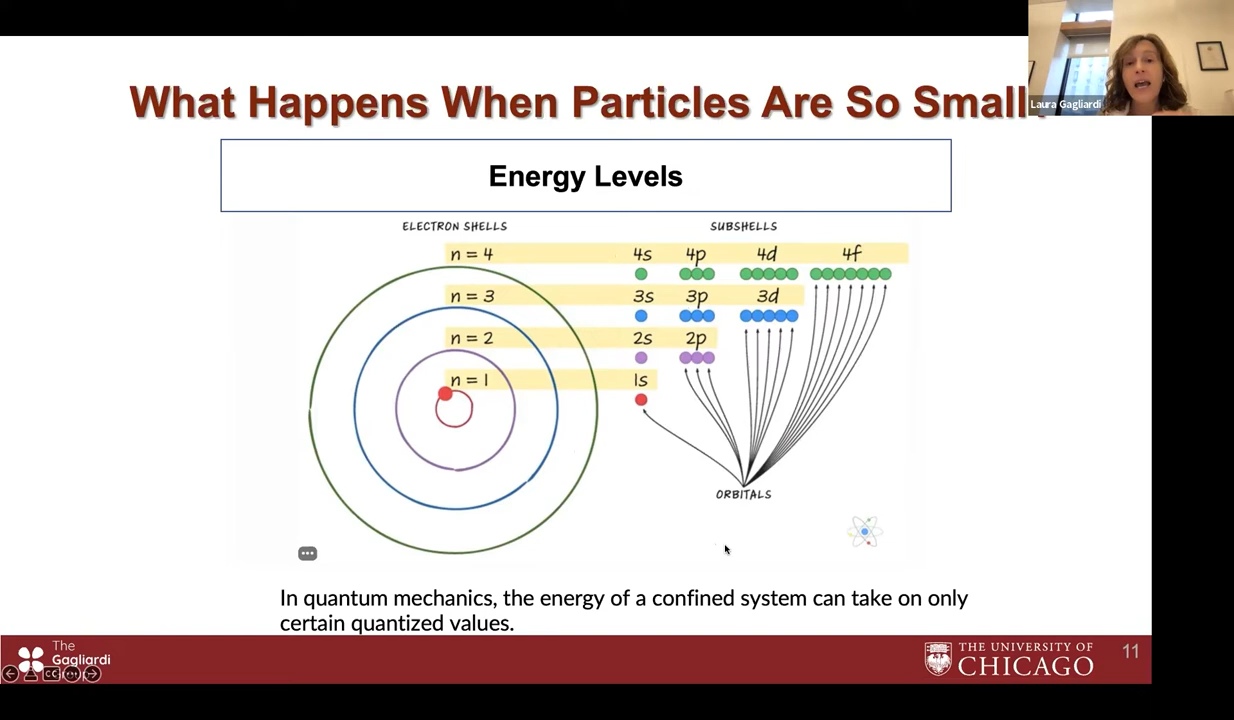 What Happens When Particles Are So Small?
Laura Gagliardi
Energy Levels
ELECTRON SHELLS
SUBSHELLS
n = 4 4s 4p 4d 4f
n = 3 3s 3p 3d
n = 2 2s 2p
n = 1 1s
ORBITALS
In quantum mechanics, the energy of a confined system can take on only
certain quantized values.
The
Gagliardi
THE UNIVERSITY OF
CHICAGO
11